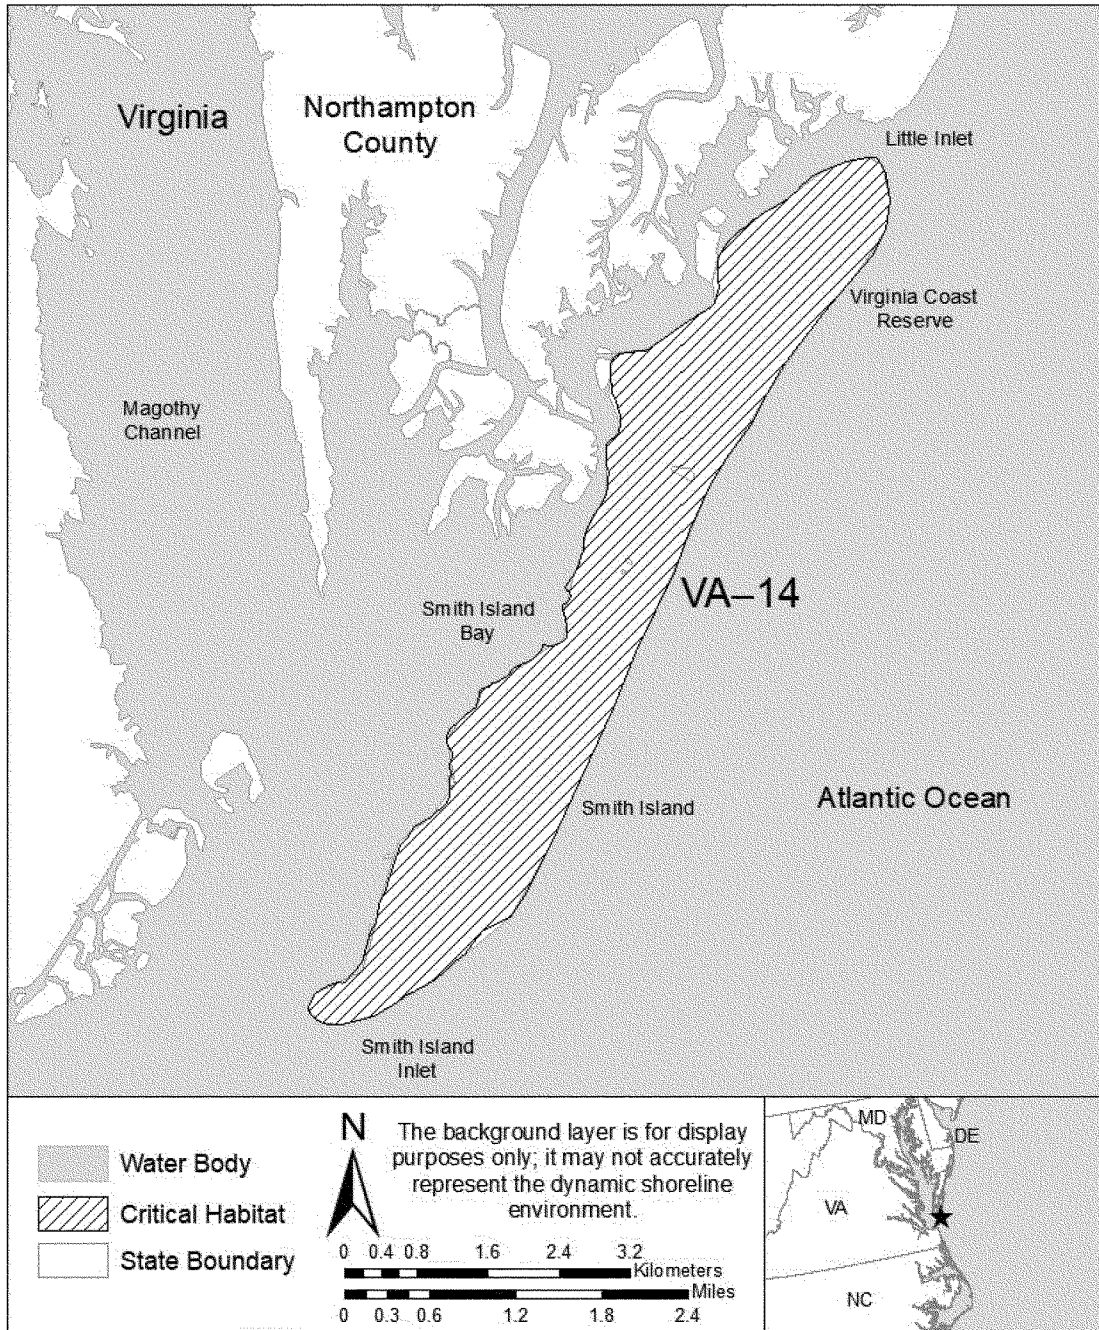 Virginia
Northampton
County
Little Inlet
Virginia Coast
Reserve
Magothy
Channel
VA–14
Smith Island
Bay
Smith Island
Atlantic Ocean
Smith Island
Inlet
Water Body
Critical Habitat
State Boundary
N
The background layer is for display
purposes only; it may not accurately
represent the dynamic shoreline
environment.
0 0.4 0.8 1.6 2.4 3.2
Kilometers
Miles
0 0.3 0.6 1.2 1.8 2.4
MD
DE
VA
NC